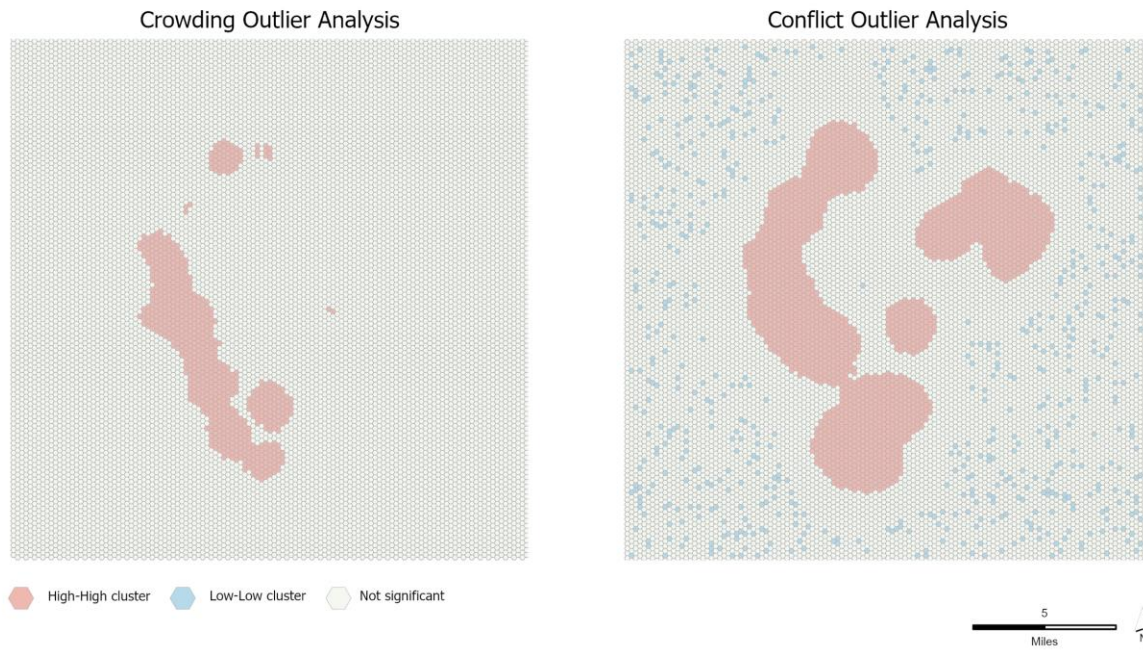 Crowding Outlier Analysis
Conflict Outlier Analysis
High-High cluster
Low-Low cluster
Not significant
5
Miles
N